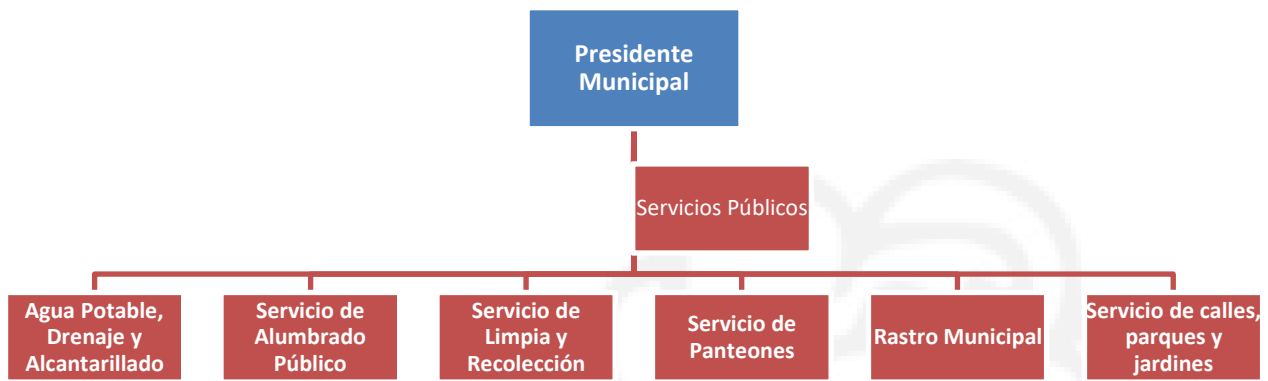 Presidente
Municipal
Servicios Públicos
Agua Potable,
Drenaje y
Alcantarillado
Servicio de
Alumbrado
Público
Servicio de
Limpia y
Recolección
Servicio de
Panteones
Rastro Municipal
Servicio de calles,
parques y
jardines